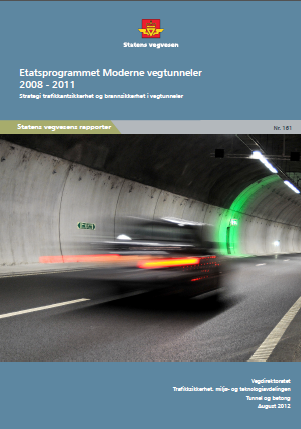 Statens vegvesen
Etatsprogrammet Moderne vegtunneler
2008 - 2011
Strategi trafikantsikkerhet og brannsikkerhet i vegtunneler
Statens vegvesens rapporter
Nr. 161
Vegdirektoratet
Trafikksikkerhet, miljø- og teknologiavdelingen
Tunnel og betong
August 2012